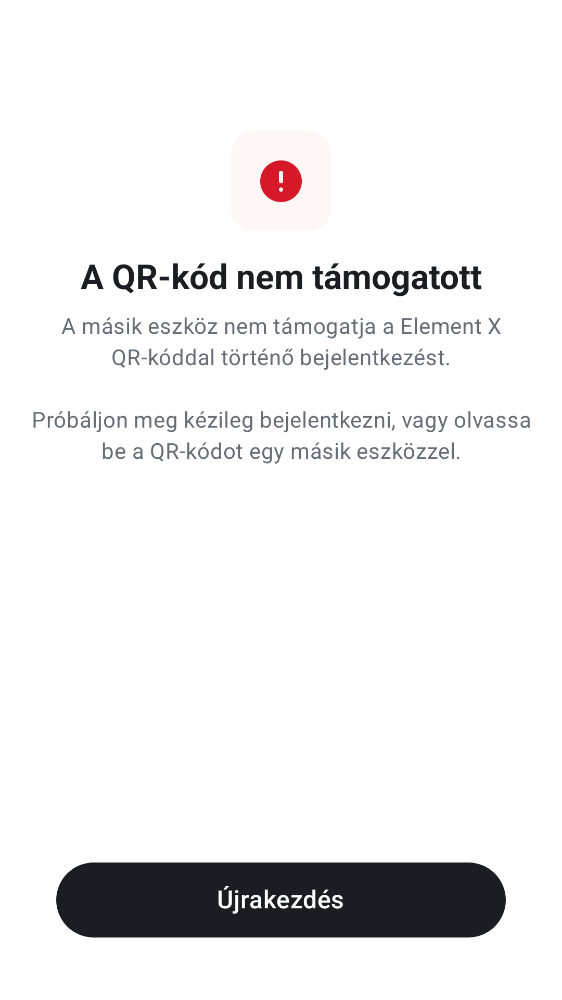 A QR-kód nem támogatott
A másik eszköz nem támogatja a Element X
QR-kóddal történő bejelentkezést.
Próbáljon meg kézileg bejelentkezni, vagy olvassa
be a QR-kódot egy másik eszközzel.
Újrakezdés